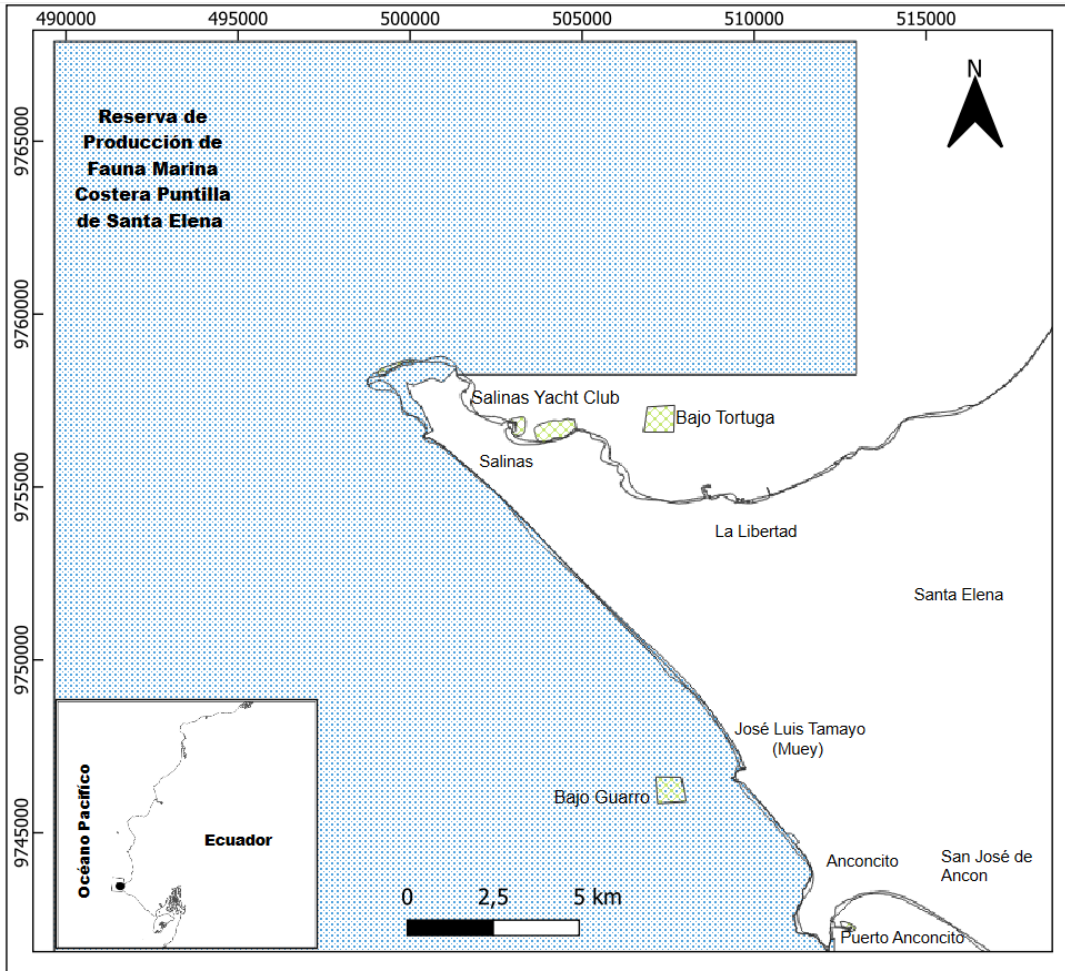 490000 495000 500000 505000 510000 515000
9765000
9760000
9755000
9750000
9745000
N
Reserva de
Producción de
Fauna Marina
Costera Puntilla
de Santa Elena
Salinas Yacht Club
Bajo Tortuga
Salinas
La Libertad
Santa Elena
José Luis Tamayo
(Muey)
Bajo Guarro
Anconcito
San José de
Ancon
Puerto Anconcito
Océano Pacifíco
Ecuador
0 2,5 5 km